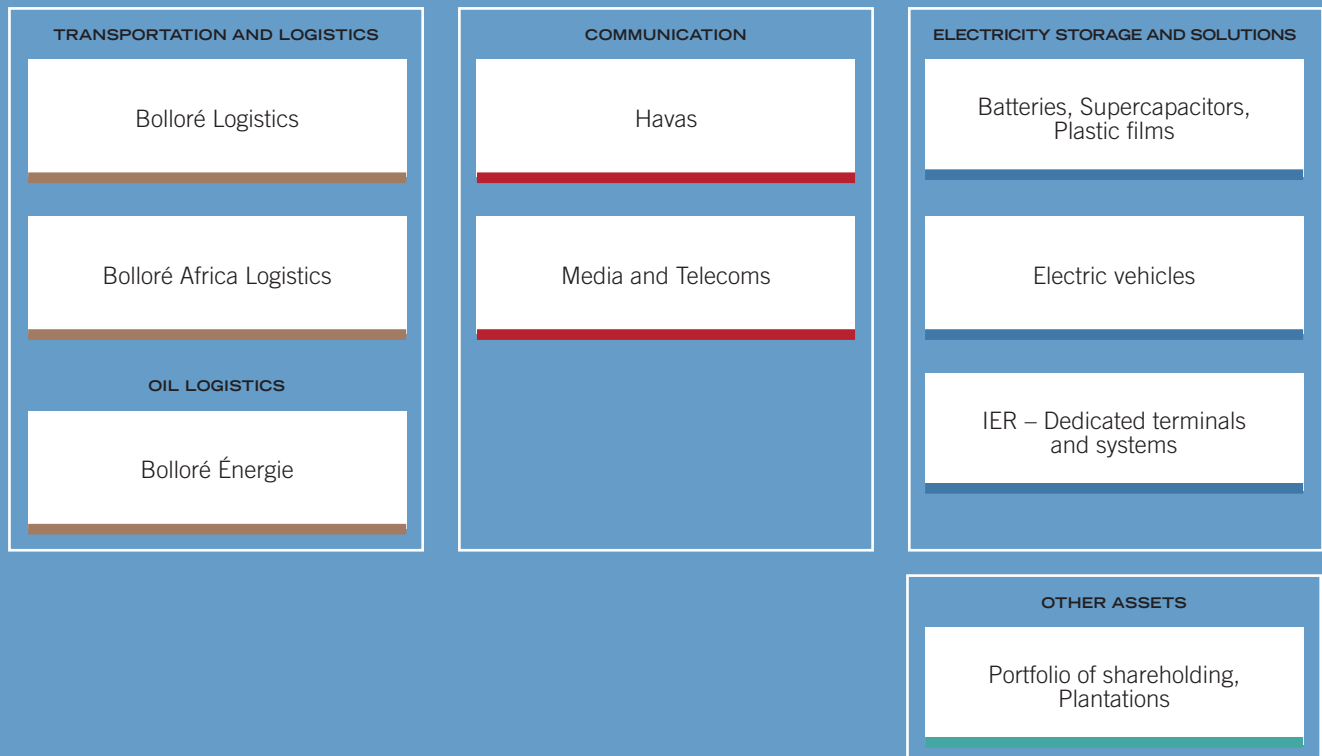 TRANSPORTATION AND LOGISTICS
Bolloré Logistics
Bolloré Africa Logistics
OIL LOGISTICS
Bolloré Énergie
COMMUNICATION
Havas
Media and Telecoms
ELECTRICITY STORAGE AND SOLUTIONS
Batteries, Supercapacitors,
Plastic films
Electric vehicles
IER – Dedicated terminals
and systems
OTHER ASSETS
Portfolio of shareholding,
Plantations